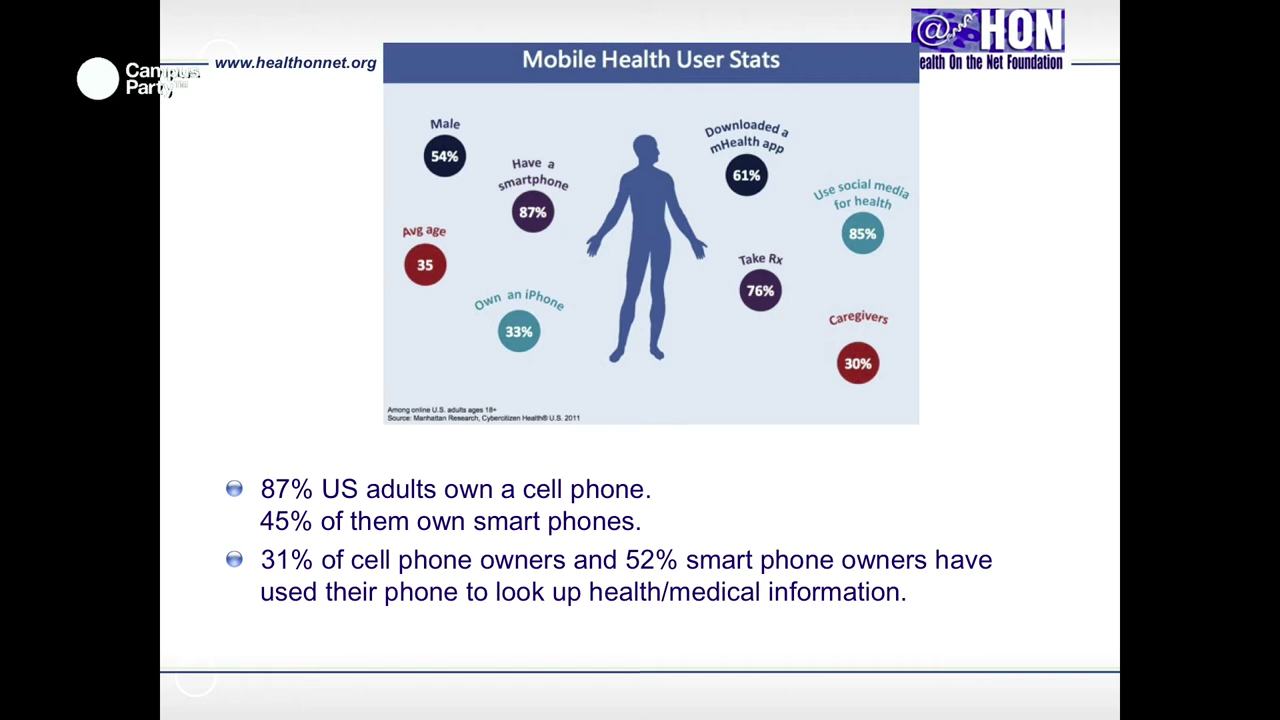 Campus
Party™
www.healthonnet.org
@ HON
ealth On the Net Foundation
Mobile Health User Stats
Male
54%
Have a
smartphone
87%
Avg age
35
Own an iPhone
33%
Downloaded a
mHealth app
61%
Use social media
for health
85%
Take Rx
76%
Caregivers
30%
Among online U.S. adults ages 18+
Source: Manhattan Research, Cybercitizen Health® U.S. 2011
87% US adults own a cell phone.
45% of them own smart phones.
31% of cell phone owners and 52% smart phone owners have
used their phone to look up health/medical information.